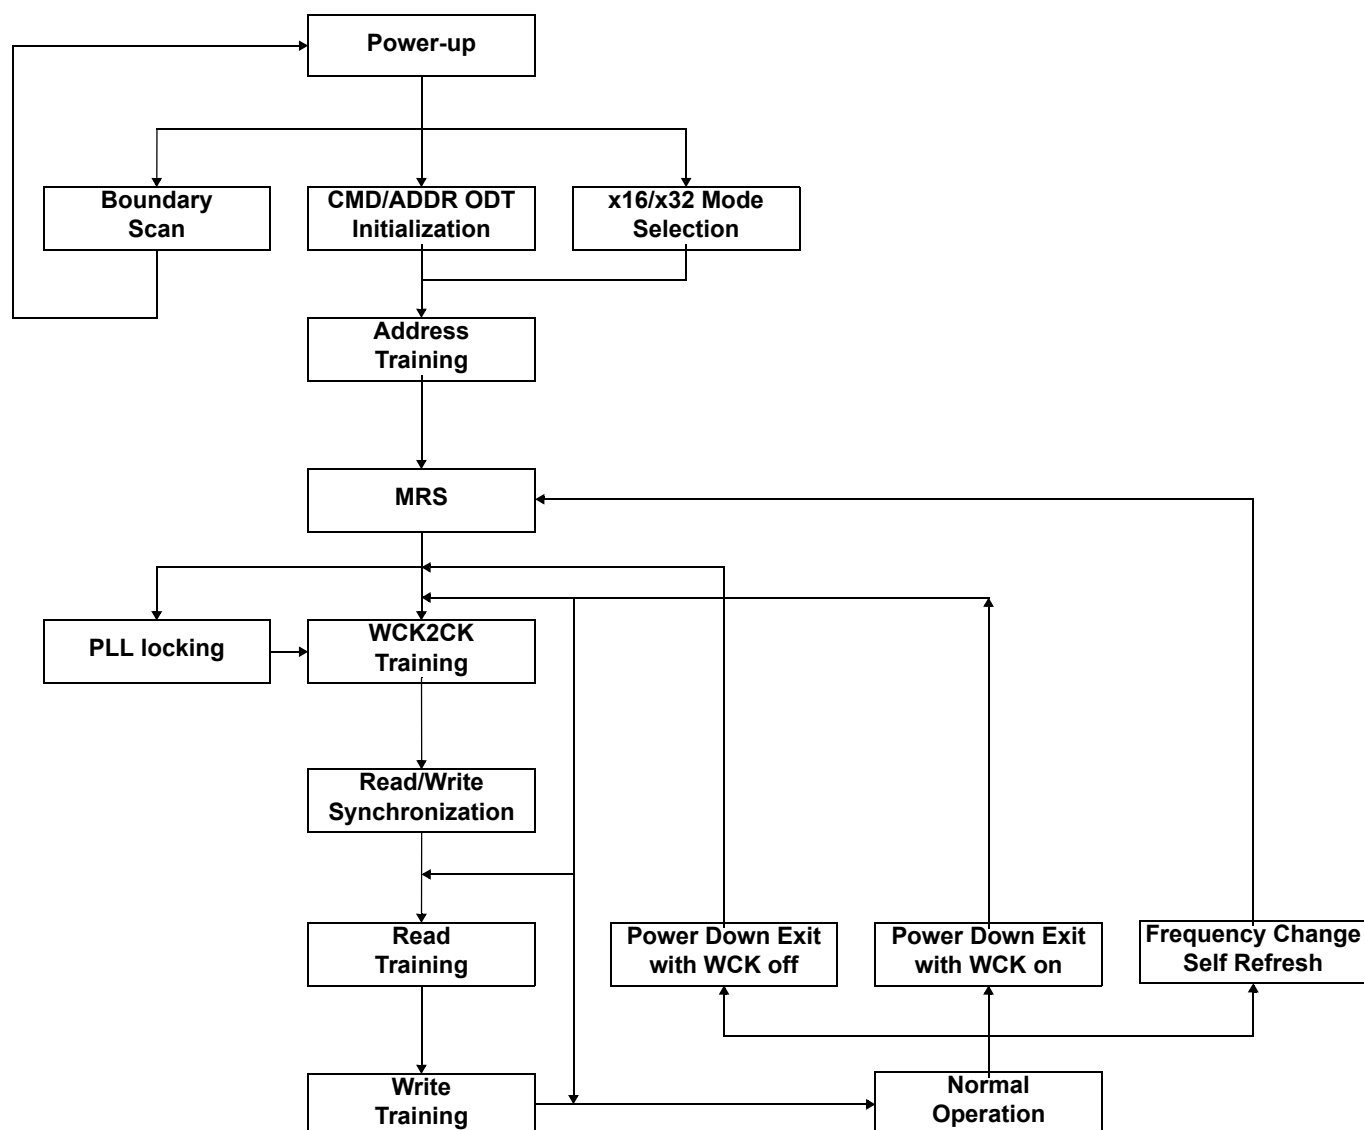 Power-up
Boundary
Scan
CMD/ADDR ODT
Initialization
x16/x32 Mode
Selection
Address
Training
MRS
PLL locking
WCK2CK
Training
Read/Write
Synchronization
Read
Training
Power Down Exit
with WCK off
Power Down Exit
with WCK on
Frequency Change
Self Refresh
Write
Training
Normal
Operation